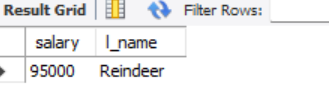 Result Grid Filter Rows:
salary l_name
95000 Reindeer